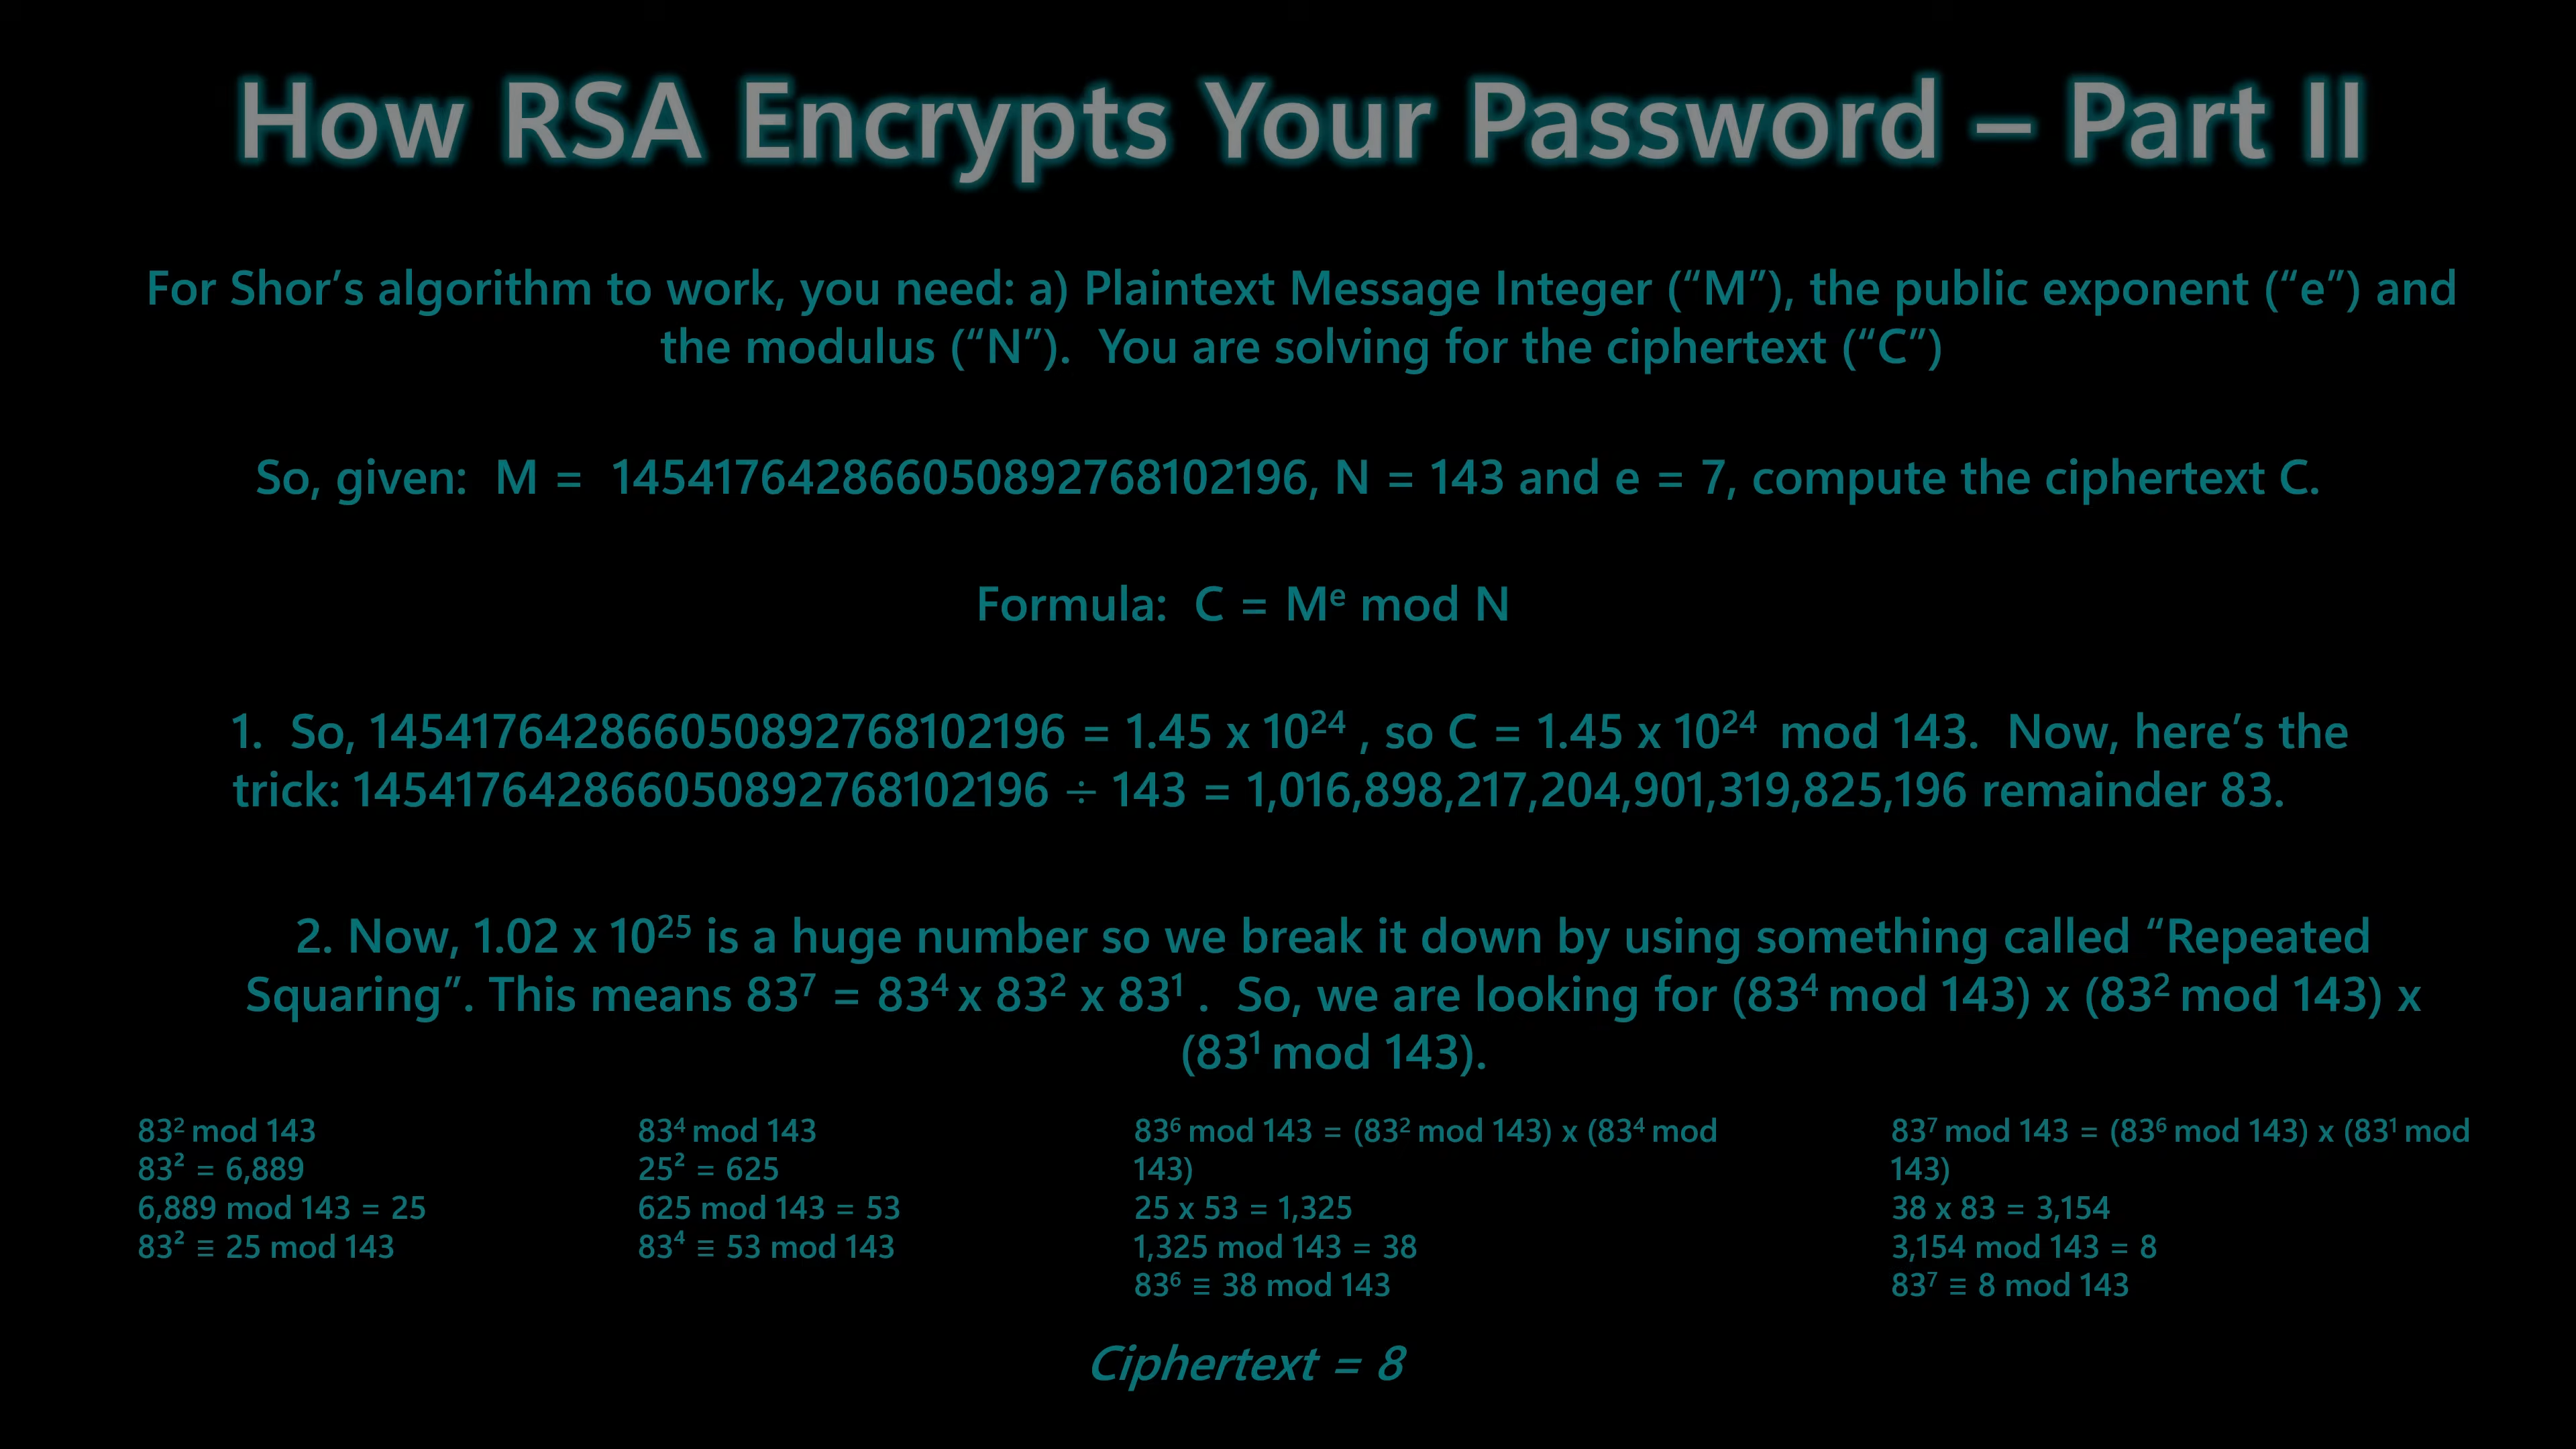 How RSA Encrypts Your Password – Part II
For Shor’s algorithm to work, you need: a) Plaintext Message Integer (“M”), the public exponent (“e”) and
the modulus (“N”).  You are solving for the ciphertext (“C”)
So, given:  M =  1454176428660508927681021​96, N = 143 and e = 7, compute the ciphertext C.
Formula:  C = Mᵉ mod N
1.  So, 145417642866050892768102196 = 1.45 x 10²⁴ , so C = 1.45 x 10²⁴  mod 143.  Now, here’s the
trick: 145417642866050892768102196 ÷ 143 = 1,016,898,217,204,901,319,825,196 remainder 83.
2. Now, 1.02 x 10²⁵ is a huge number so we break it down by using something called “Repeated
Squaring”. This means 83⁷ = 83⁴ x 83² x 83¹ .  So, we are looking for (83⁴ mod 143) x (83² mod 143) x
(83¹ mod 143).
83² mod 143
83² = 6,889
6,889 mod 143 = 25
83² ≡ 25 mod 143
83⁴ mod 143
25² = 625
625 mod 143 = 53
83⁴ ≡ 53 mod 143
83⁶ mod 143 = (83² mod 143) x (83⁴ mod
143)
25 x 53 = 1,325
1,325 mod 143 = 38
83⁶ ≡ 38 mod 143
83⁷ mod 143 = (83⁶ mod 143) x (83¹ mod
143)
38 x 83 = 3,154
3,154 mod 143 = 8
83⁷ ≡ 8 mod 143
Ciphertext = 8